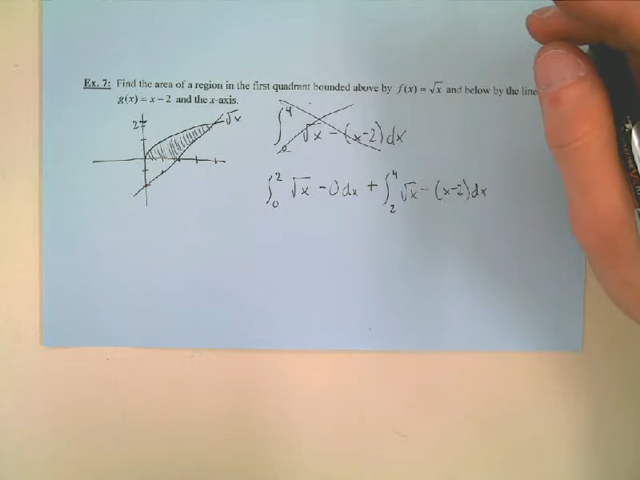 Ex. 7: Find the area of a region in the first quadrant bounded above by f(x) = √x and below by the line
g(x) = x − 2 and the x-axis.
2 √x
∫₀⁴ √x − (x−2) dx
∫₀² √x − 0 dx + ∫₂⁴ √x − (x−2) dx